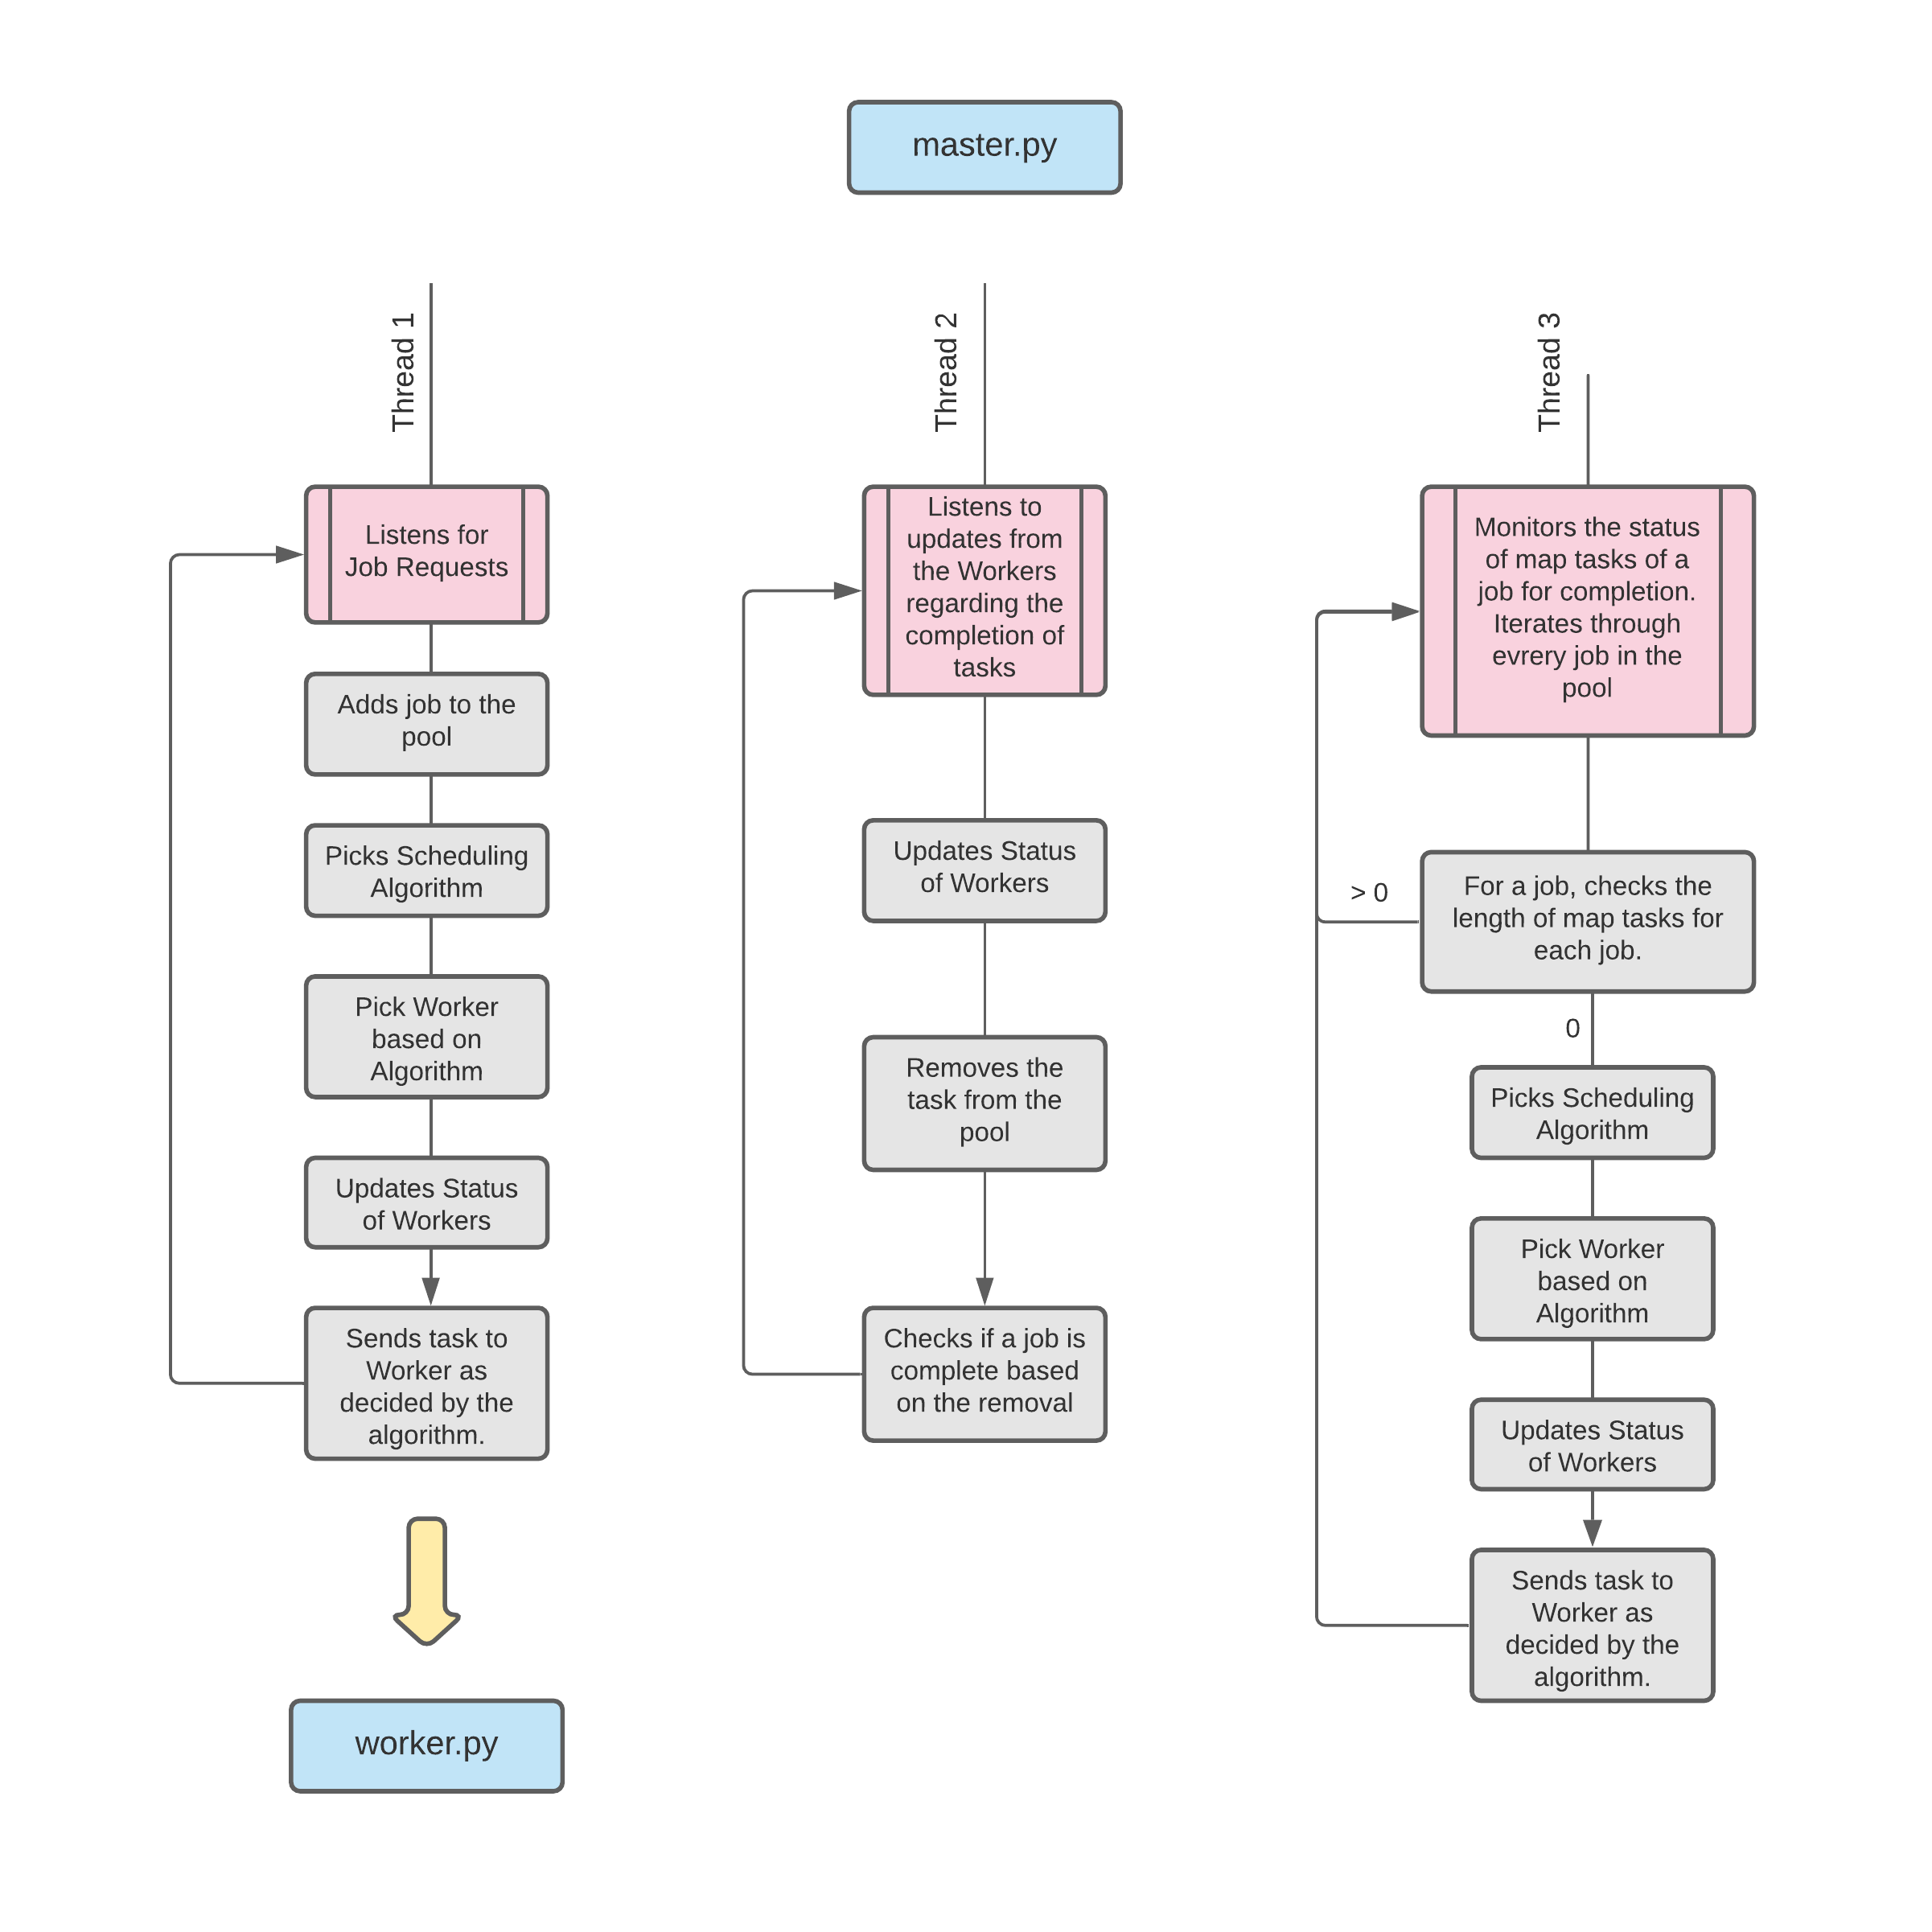 master.py
Thread 1
Listens for
Job Requests
Adds job to the
pool
Picks Scheduling
Algorithm
Pick Worker
based on
Algorithm
Updates Status
of Workers
Sends task to
Worker as
decided by the
algorithm.
worker.py
Thread 2
Listens to
updates from
the Workers
regarding the
completion of
tasks
Updates Status
of Workers
Removes the
task from the
pool
Checks if a job is
complete based
on the removal
Thread 3
Monitors the status
of map tasks of a
job for completion.
Iterates through
evrery job in the
pool
For a job, checks the
length of map tasks for
each job.
> 0
0
Picks Scheduling
Algorithm
Pick Worker
based on
Algorithm
Updates Status
of Workers
Sends task to
Worker as
decided by the
algorithm.